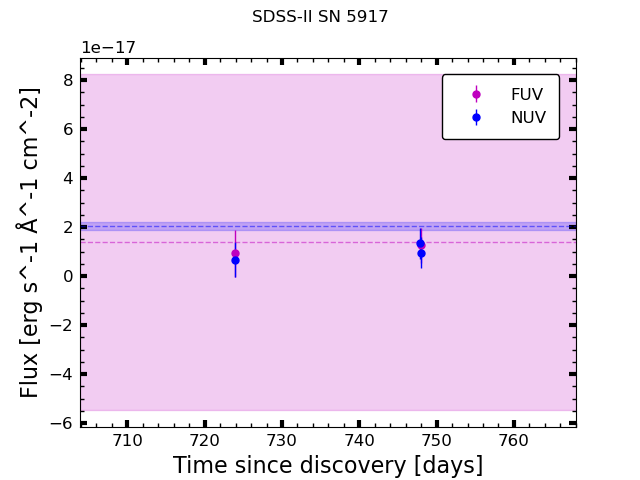 SDSS-II SN 5917
1e−17
8
6
4
2
0
−2
−4
−6
Flux [erg s^-1 Å^-1 cm^-2]
FUV
NUV
710 720 730 740 750 760
Time since discovery [days]